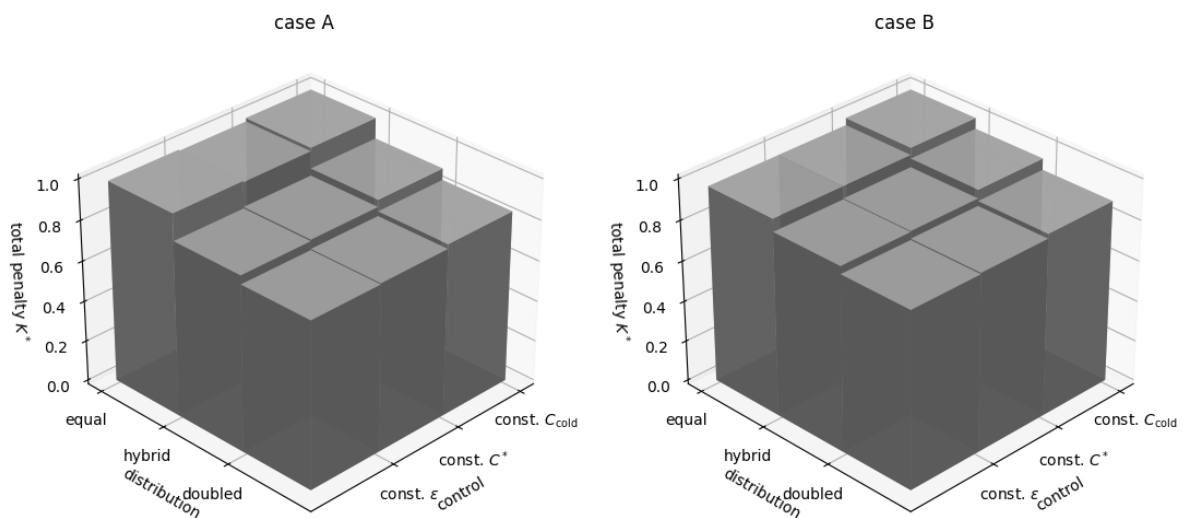 case A
1.0
0.8
0.6
0.4
0.2
0.0
total penalty K*
equal
hybrid
doubled
distribution
const. ε
const. C*
const. C_cold
control
case B
1.0
0.8
0.6
0.4
0.2
0.0
total penalty K*
equal
hybrid
doubled
distribution
const. ε
const. C*
const. C_cold
control